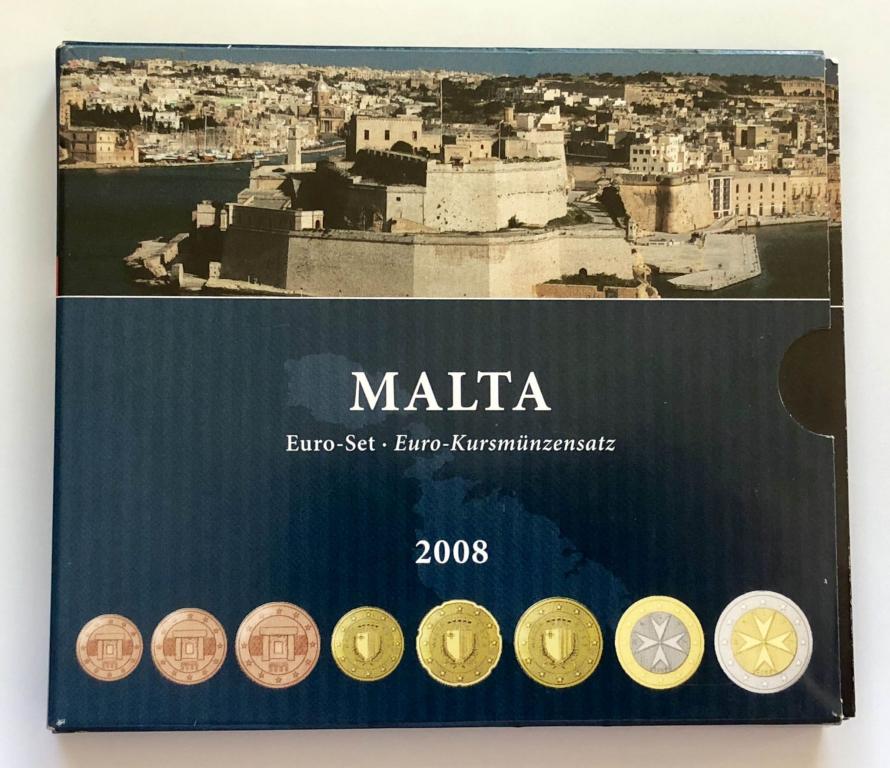 MALTA
Euro-Set · Euro-Kursmünzensatz
2008